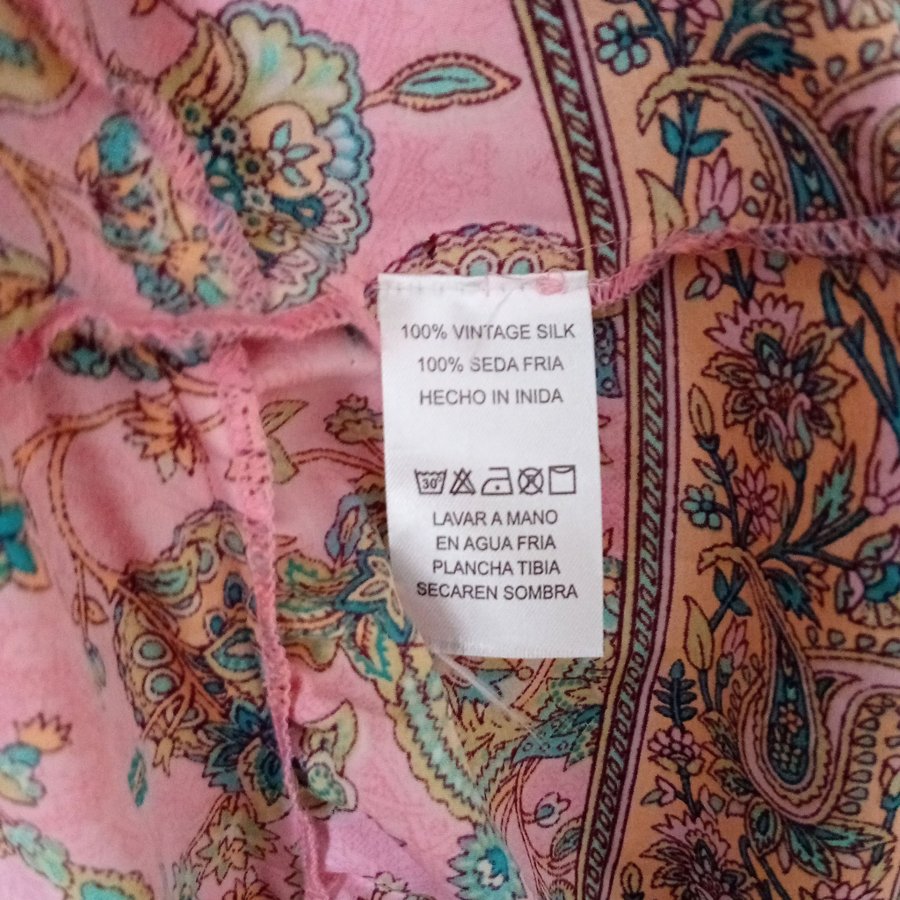 100% VINTAGE SILK
100% SEDA FRIA
HECHO IN INIDA
30°
LAVAR A MANO
EN AGUA FRIA
PLANCHA TIBIA
SECAREN SOMBRA